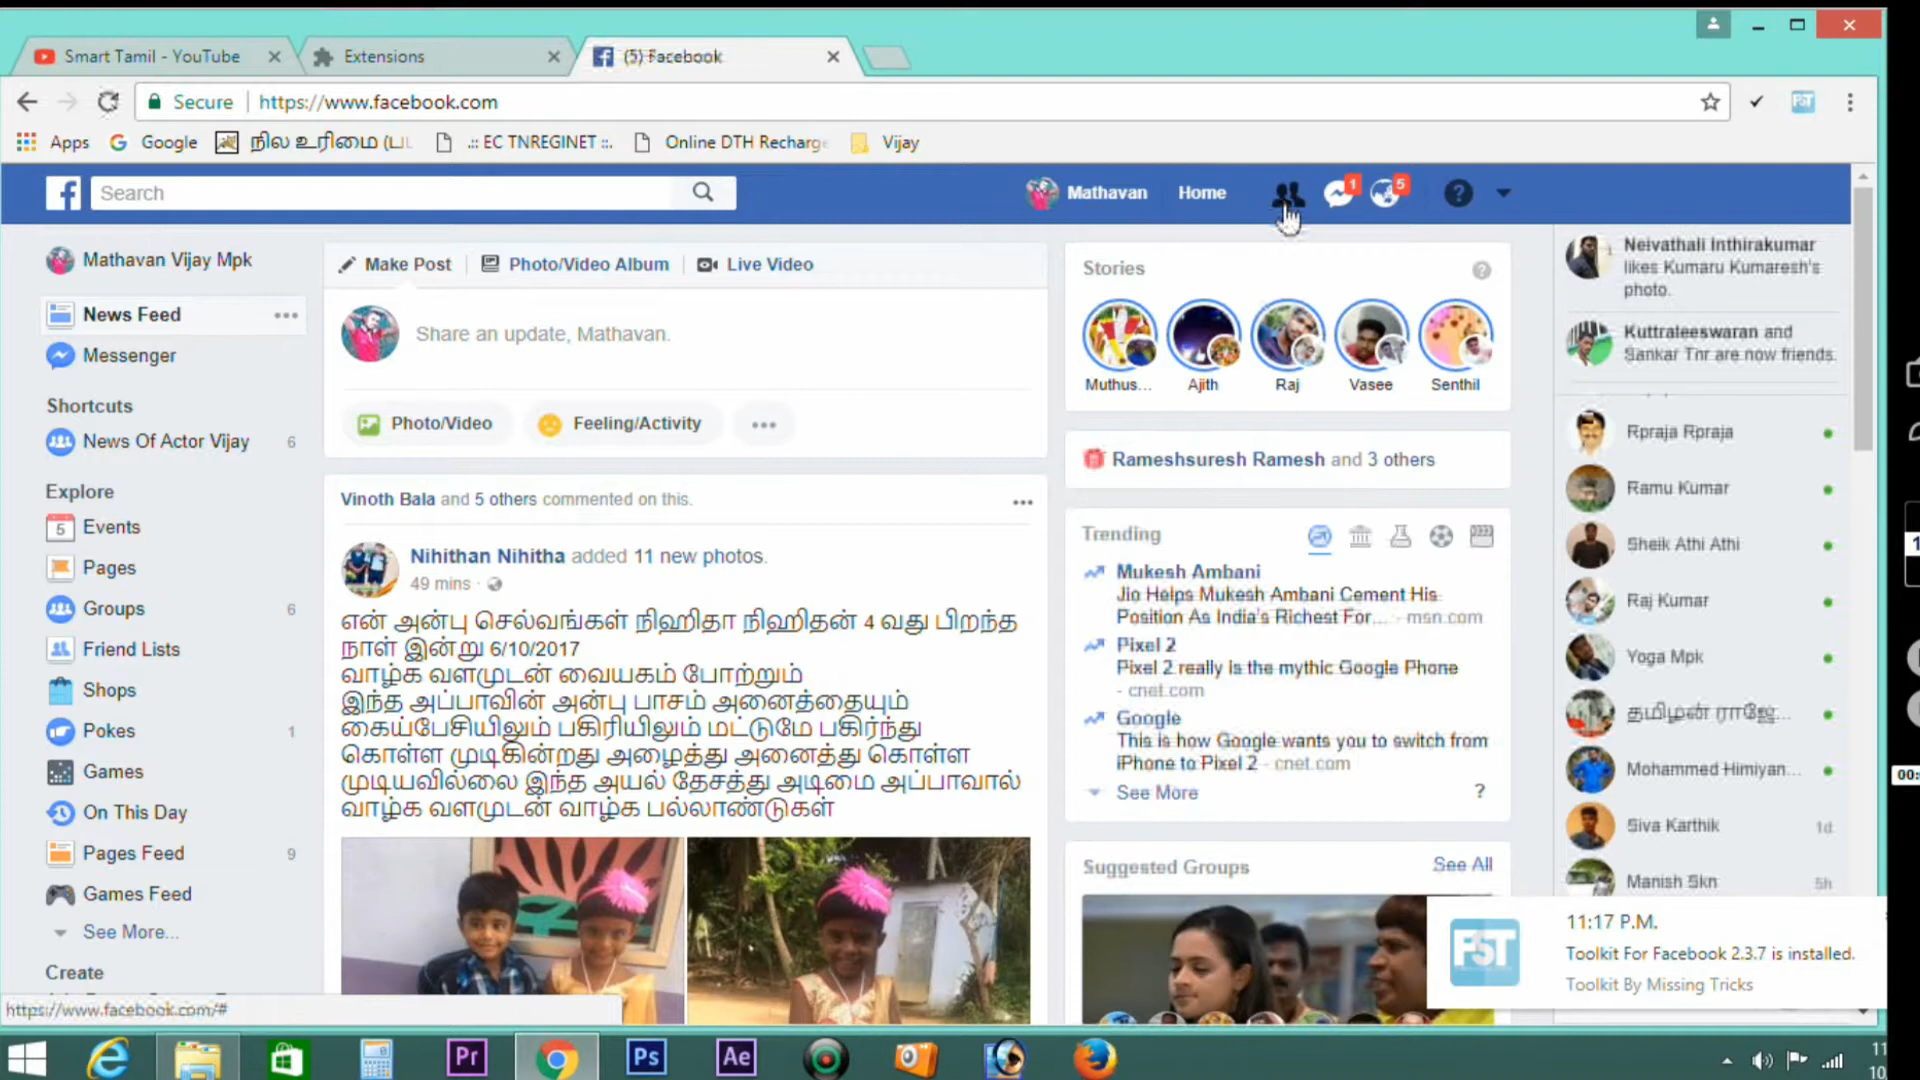 Smart Tamil - YouTube
Extensions
(5) Facebook
Secure
https://www.facebook.com
Apps
Google
.:: EC TNREGINET ::.
Online DTH Recharge
Vijay
Search
Mathavan
Home
1
5
Mathavan Vijay Mpk
News Feed
Messenger
Shortcuts
News Of Actor Vijay 6
Explore
5 Events
Pages
Groups 6
Friend Lists
Shops
Pokes 1
Games
On This Day
Pages Feed 9
Games Feed
See More...
Create
https://www.facebook.com/#
Make Post
Photo/Video Album
Live Video
Share an update, Mathavan.
Photo/Video
Feeling/Activity
Vinoth Bala and 5 others commented on this.
Nihithan Nihitha added 11 new photos.
49 mins ·
என் அன்பு செல்வங்கள் நிஹிதா நிஹிதன் 4 வது பிறந்த
நாள் இன்று 6/10/2017
வாழ்க வளமுடன் வையகம் போற்றும்
இந்த அப்பாவின் அன்பு பாசம் அனைத்தையும்
கைய்பேசியிலும் பகிரியிலும் மட்டுமே பகிர்ந்து
கொள்ள முடிகின்றது அழைத்து அனைத்து கொள்ள
முடியவில்லை இந்த அயல் தேசத்து அடிமை அப்பாவால்
வாழ்க வளமுடன் வாழ்க பல்லாண்டுகள்
Stories
Muthus...
Ajith
Raj
Vasee
Senthil
Rameshsuresh Ramesh and 3 others
Trending
Mukesh Ambani
Jio Helps Mukesh Ambani Cement His
Position As India's Richest For... - msn.com
Pixel 2
Pixel 2 really is the mythic Google Phone
- cnet.com
Google
This is how Google wants you to switch from
iPhone to Pixel 2 - cnet.com
See More
?
Suggested Groups
See All
Neivathali Inthirakumar
likes Kumaru Kumaresh's
photo.
Kuttraleeswaran and
Sankar Tnr are now friends.
Rpraja Rpraja
Ramu Kumar
Sheik Athi Athi
Raj Kumar
Yoga Mpk
தமிழன் ராஜே...
Mohammed Himiyan...
Siva Karthik 1d
Manish Skn 5h
FST
11:17 P.M.
Toolkit For Facebook 2.3.7 is installed.
Toolkit By Missing Tricks
Pr
Ps
Ae